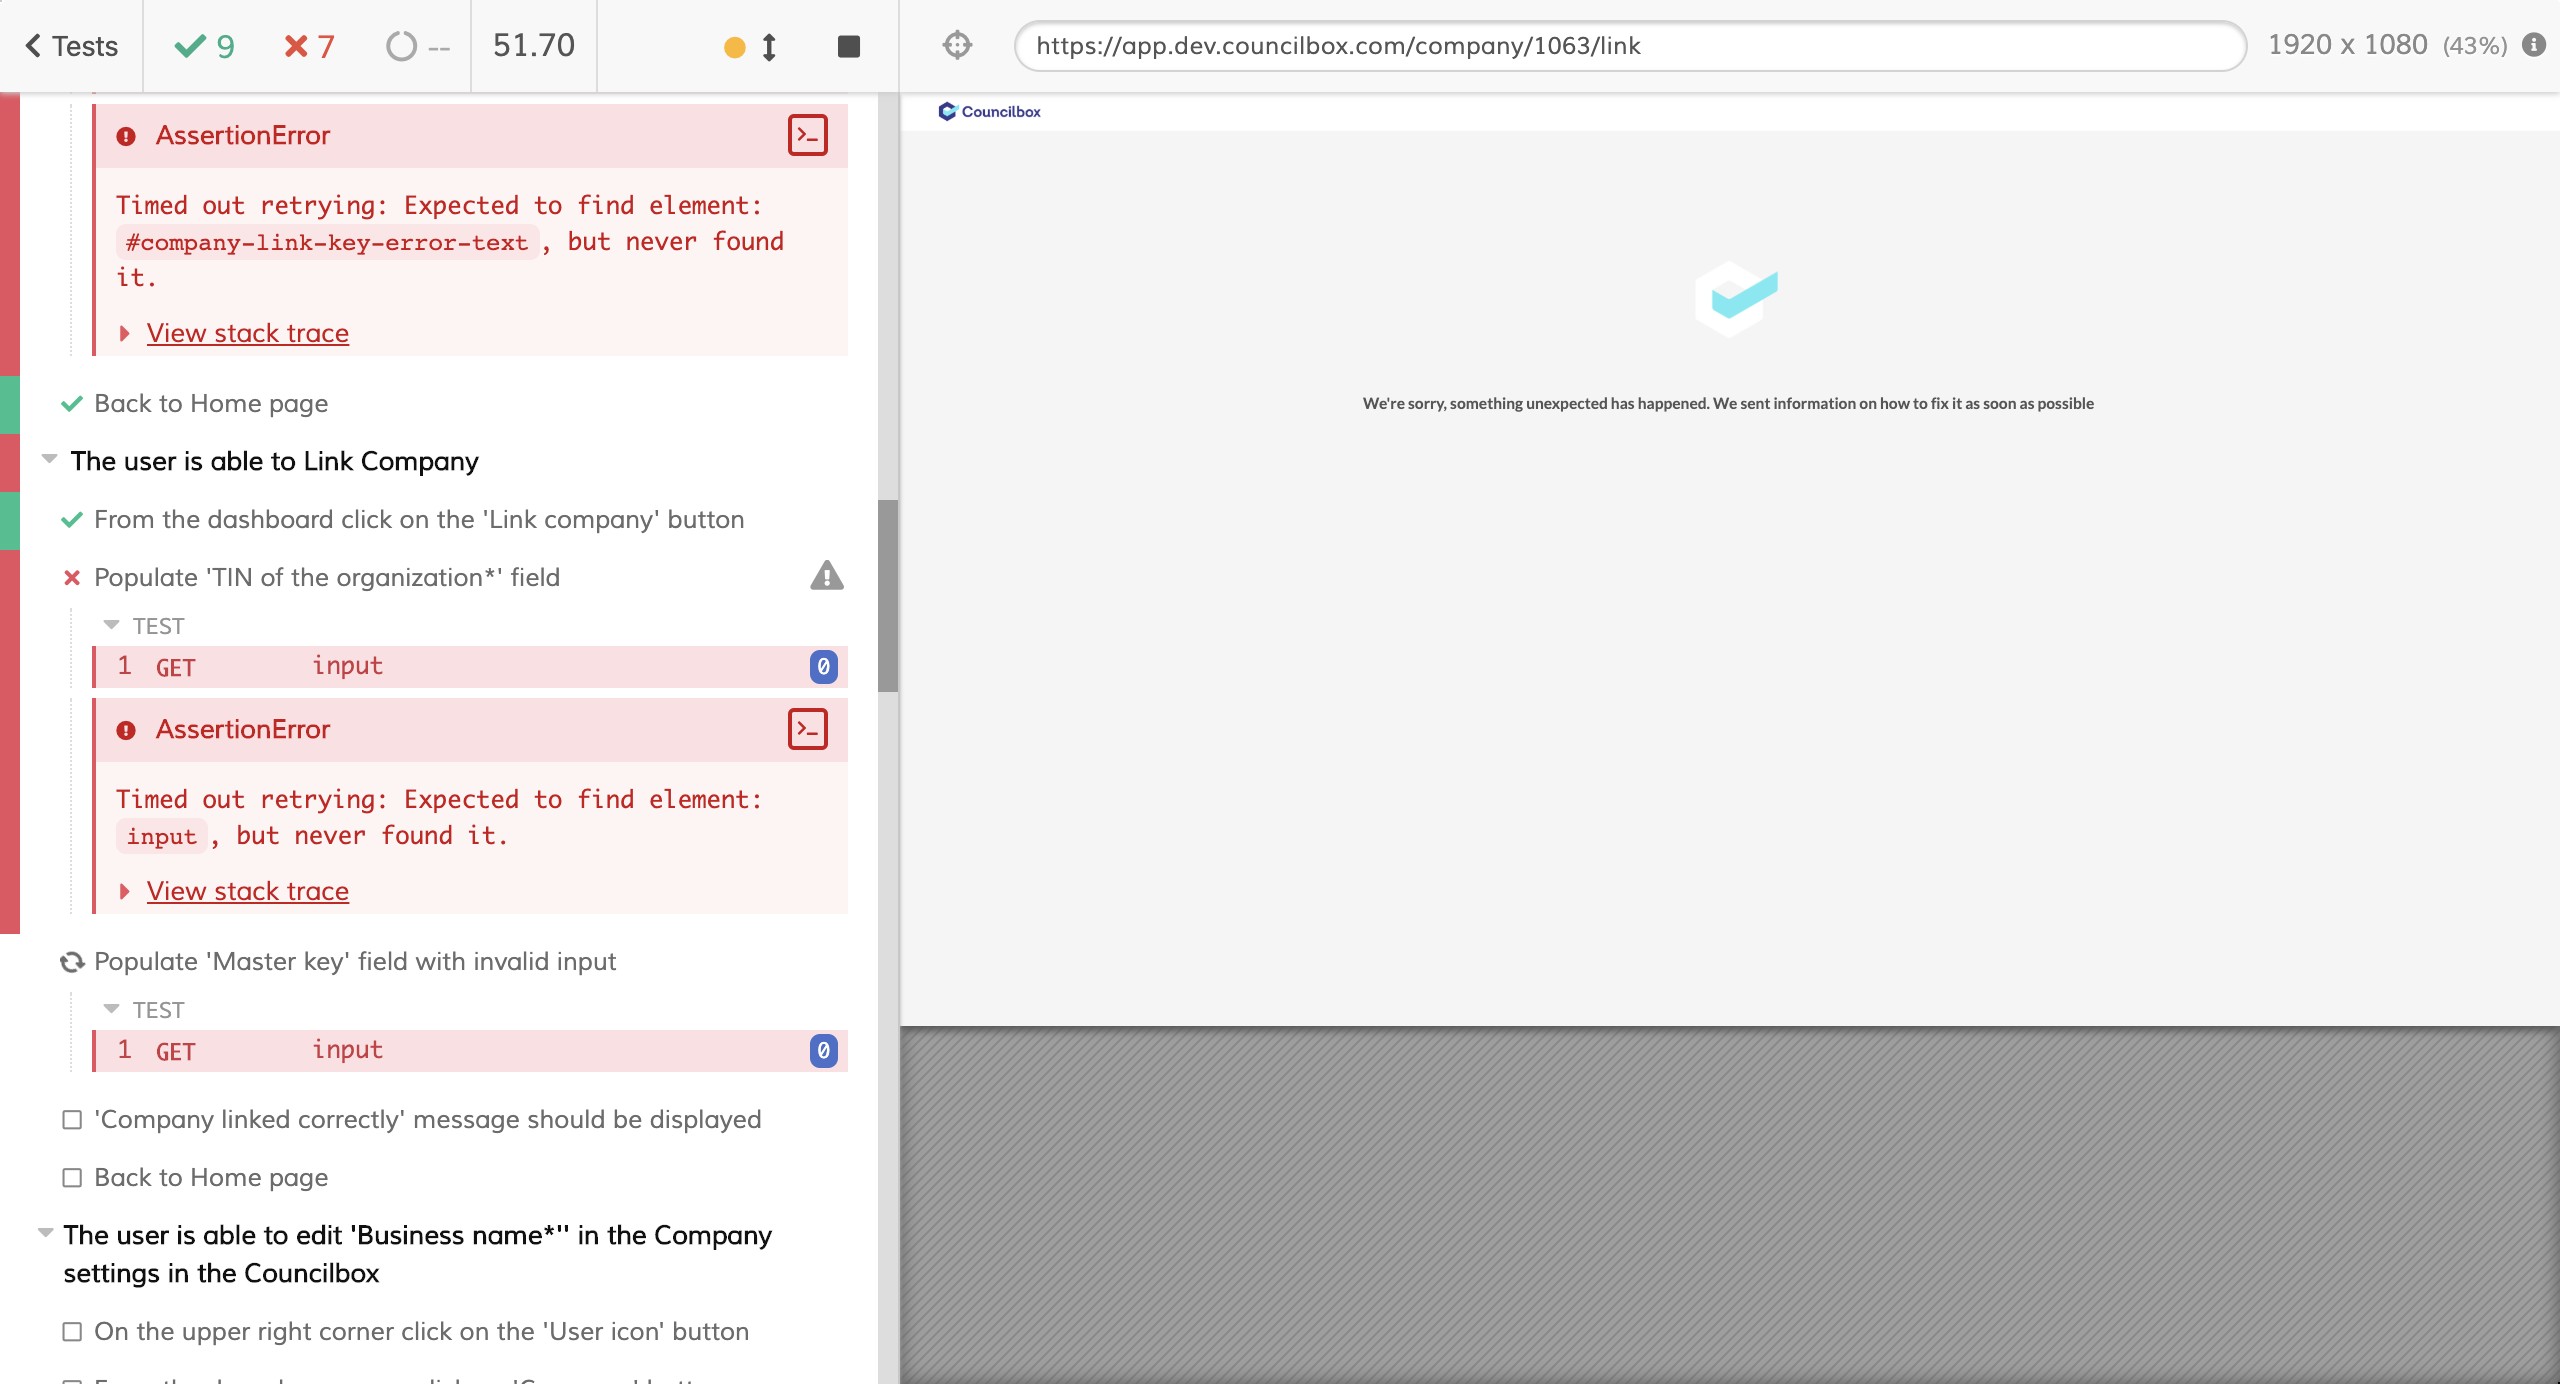 Tests 9 7 -- 51.70 https://app.dev.councilbox.com/company/1063/link 1920 x 1080 (43%)
AssertionError
Timed out retrying: Expected to find element:
#company-link-key-error-text, but never found
it.
View stack trace
Back to Home page
The user is able to Link Company
From the dashboard click on the 'Link company' button
Populate 'TIN of the organization*' field
TEST
1 GET input 0
AssertionError
Timed out retrying: Expected to find element:
input, but never found it.
View stack trace
Populate 'Master key' field with invalid input
TEST
1 GET input 0
'Company linked correctly' message should be displayed
Back to Home page
The user is able to edit 'Business name*'' in the Company
settings in the Councilbox
On the upper right corner click on the 'User icon' button
Councilbox
We're sorry, something unexpected has happened. We sent information on how to fix it as soon as possible